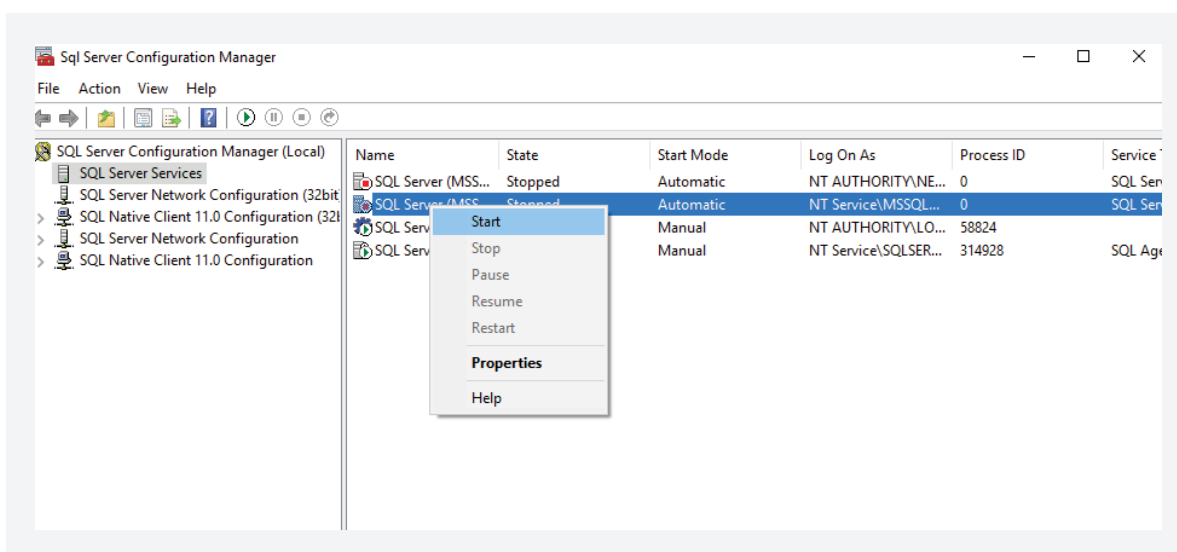 Sql Server Configuration Manager
File Action View Help
SQL Server Configuration Manager (Local)
SQL Server Services
SQL Server Network Configuration (32bit
SQL Native Client 11.0 Configuration (32
SQL Server Network Configuration
SQL Native Client 11.0 Configuration
Name State Start Mode Log On As Process ID Service
SQL Server (MSS... Stopped Automatic NT AUTHORITY\NE... 0 SQL Ser
SQL Server (MSS Stopped Automatic NT Service\MSSQL... 0 SQL Ser
SQL Serv Manual NT AUTHORITY\LO... 58824
SQL Serv Manual NT Service\SQLSER... 314928 SQL Age
Start
Stop
Pause
Resume
Restart
Properties
Help